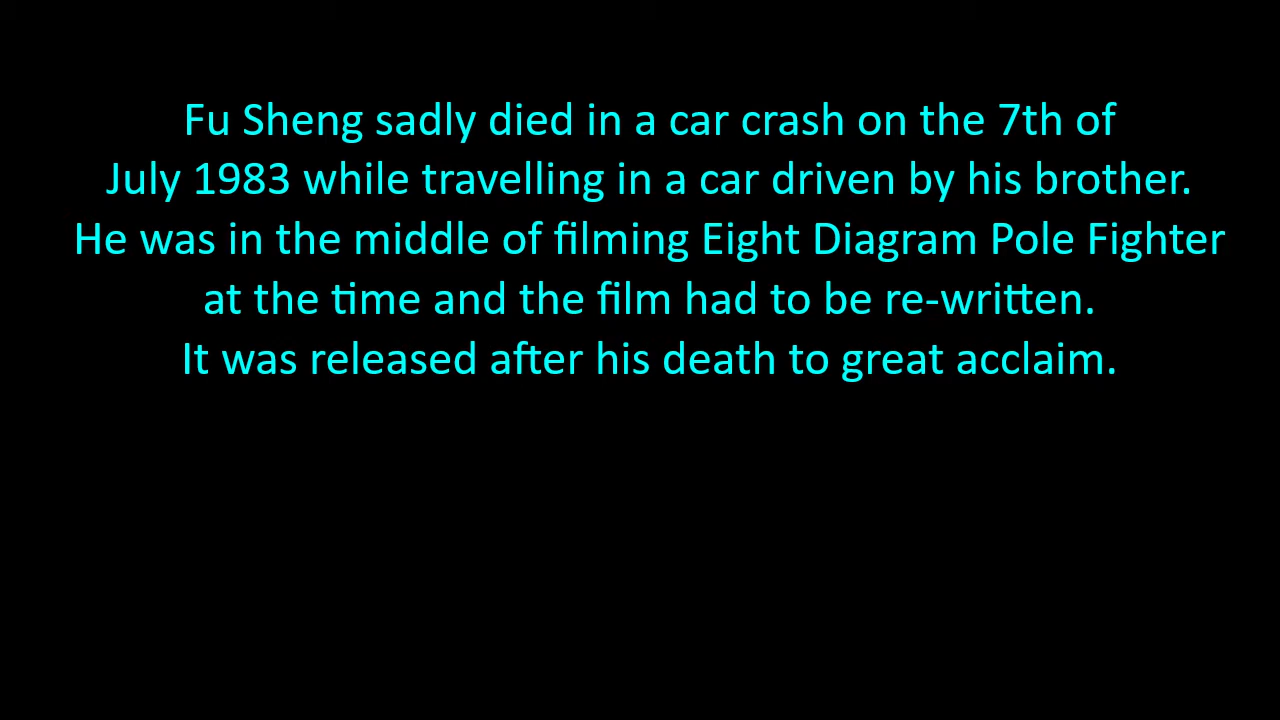 Fu Sheng sadly died in a car crash on the 7th of
July 1983 while travelling in a car driven by his brother.
He was in the middle of filming Eight Diagram Pole Fighter
at the time and the film had to be re-written.
It was released after his death to great acclaim.